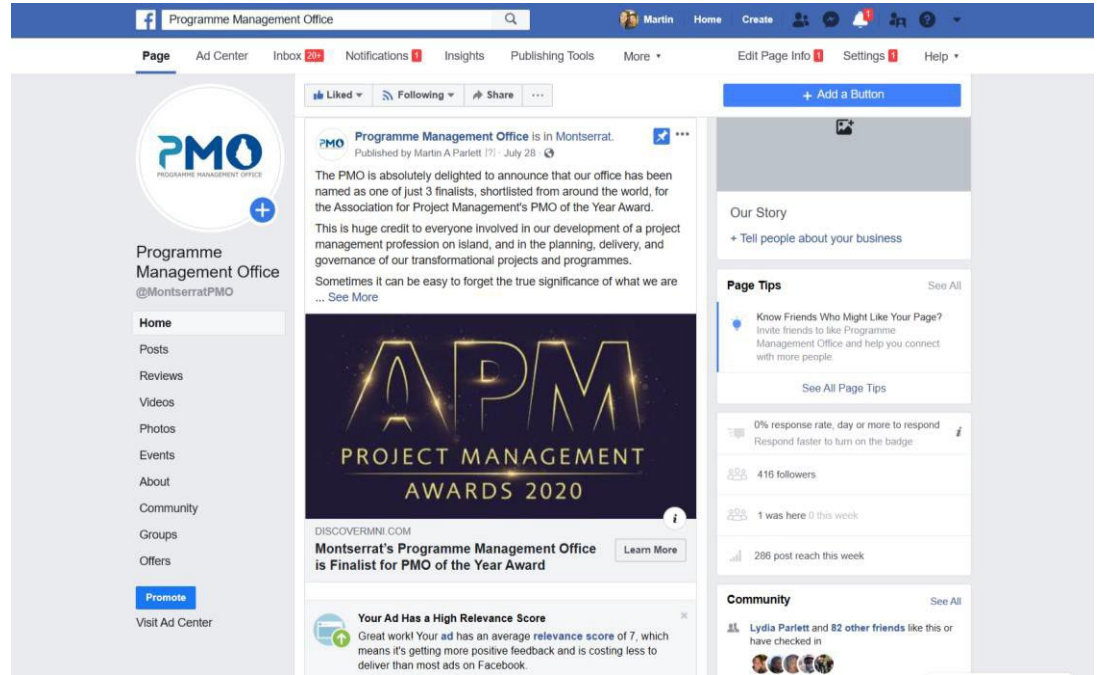 Programme Management Office
Martin Home Create
Page Ad Center Inbox 20+ Notifications 1 Insights Publishing Tools More Edit Page Info 1 Settings 1 Help
Liked Following Share ...
+ Add a Button
PMO
PROGRAMME MANAGEMENT OFFICE
Programme
Management Office
@MontserratPMO
Home
Posts
Reviews
Videos
Photos
Events
About
Community
Groups
Offers
Promote
Visit Ad Center
PMO
Programme Management Office is in Montserrat.
Published by Martin A Parlett [?] · July 28 ·
The PMO is absolutely delighted to announce that our office has been
named as one of just 3 finalists, shortlisted from around the world, for
the Association for Project Management's PMO of the Year Award.
This is huge credit to everyone involved in our development of a project
management profession on island, and in the planning, delivery, and
governance of our transformational projects and programmes.
Sometimes it can be easy to forget the true significance of what we are
... See More
APM
PROJECT MANAGEMENT
AWARDS 2020
DISCOVERMNI.COM
Montserrat's Programme Management Office
is Finalist for PMO of the Year Award
Learn More
Your Ad Has a High Relevance Score
Great work! Your ad has an average relevance score of 7, which
means it's getting more positive feedback and is costing less to
deliver than most ads on Facebook.
Our Story
+ Tell people about your business
Page Tips See All
Know Friends Who Might Like Your Page?
Invite friends to like Programme
Management Office and help you connect
with more people.
See All Page Tips
0% response rate, day or more to respond
Respond faster to turn on the badge
416 followers
1 was here 0 this week
286 post reach this week
Community See All
Lydia Parlett and 82 other friends like this or
have checked in